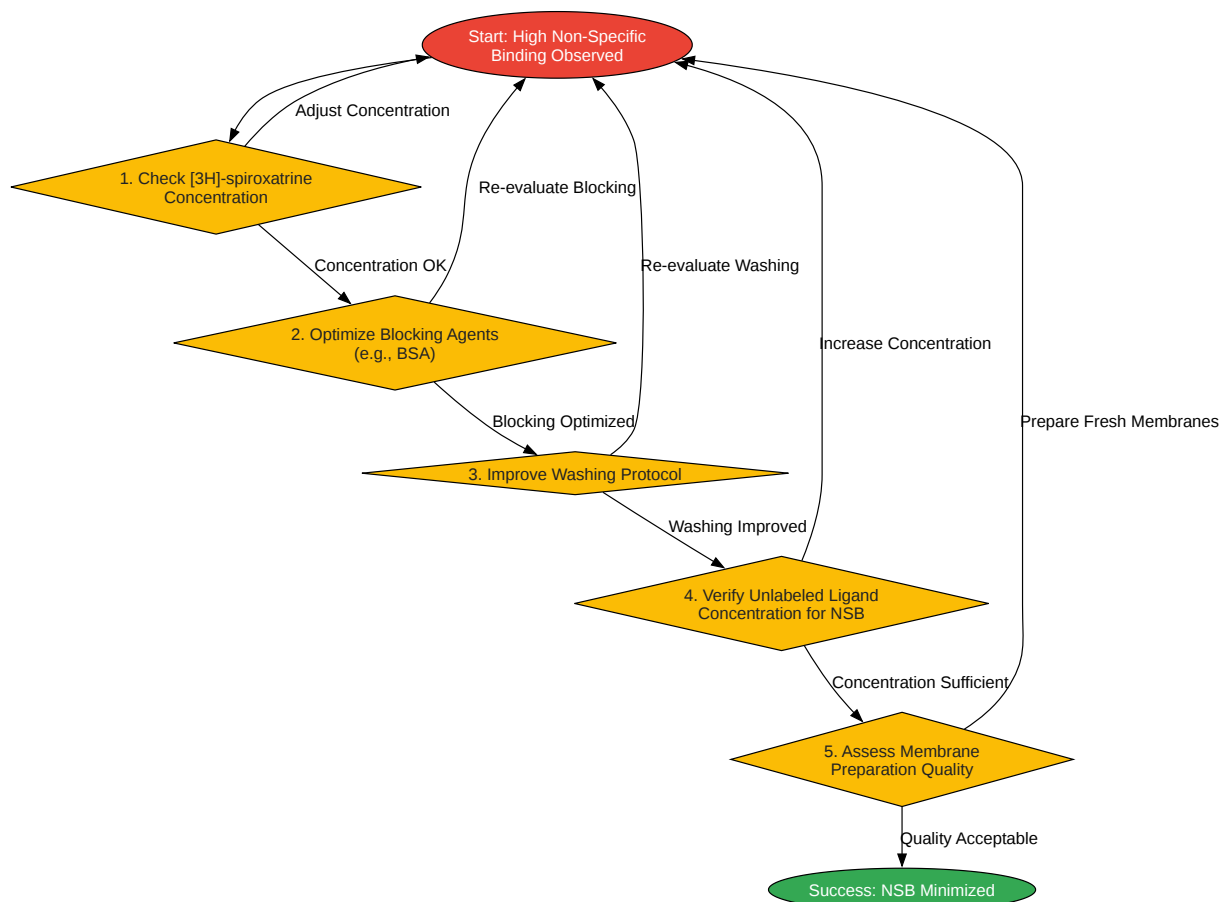 Start: High Non-Specific
Binding Observed
Adjust Concentration
1. Check [3H]-spiroxatrine
Concentration
Re-evaluate Blocking
Concentration OK
Re-evaluate Washing
2. Optimize Blocking Agents
(e.g., BSA)
Increase Concentration
Blocking Optimized
Prepare Fresh Membranes
3. Improve Washing Protocol
Washing Improved
4. Verify Unlabeled Ligand
Concentration for NSB
Concentration Sufficient
5. Assess Membrane
Preparation Quality
Quality Acceptable
Success: NSB Minimized